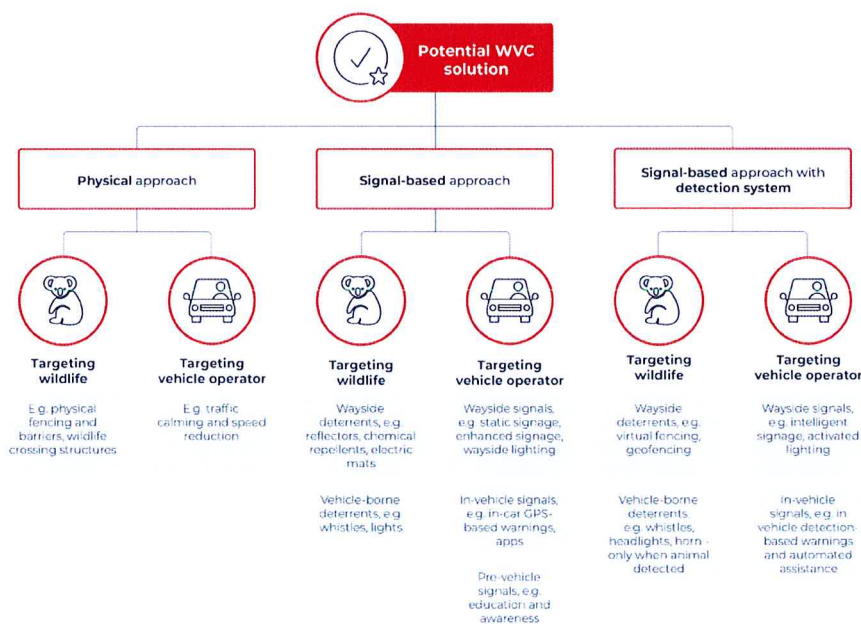 Potential WVC
solution
Physical approach
Signal-based approach
Signal-based approach with
detection system
Targeting
wildlife
E.g. physical
fencing and
barriers, wildlife
crossing structures
Targeting
vehicle operator
E.g. traffic
calming and speed
reduction
Targeting
wildlife
Wayside
deterrents, e.g.
reflectors, chemical
repellents, electric
mats
Vehicle-borne
deterrents, e.g.
whistles, lights
Targeting
vehicle operator
Wayside signals,
e.g. static signage,
enhanced signage,
wayside lighting
In-vehicle signals,
e.g. in-car GPS-
based warnings,
apps
Pre-vehicle
signals, e.g.
education and
awareness
Targeting
wildlife
Wayside
deterrents, e.g.
virtual fencing,
geofencing
Vehicle-borne
deterrents
e.g. whistles,
headlights, horn -
only when animal
detected
Targeting
vehicle operator
Wayside signals,
e.g. intelligent
signage, activated
lighting
In-vehicle
signals, e.g. in
vehicle detection-
based warnings
and automated
assistance